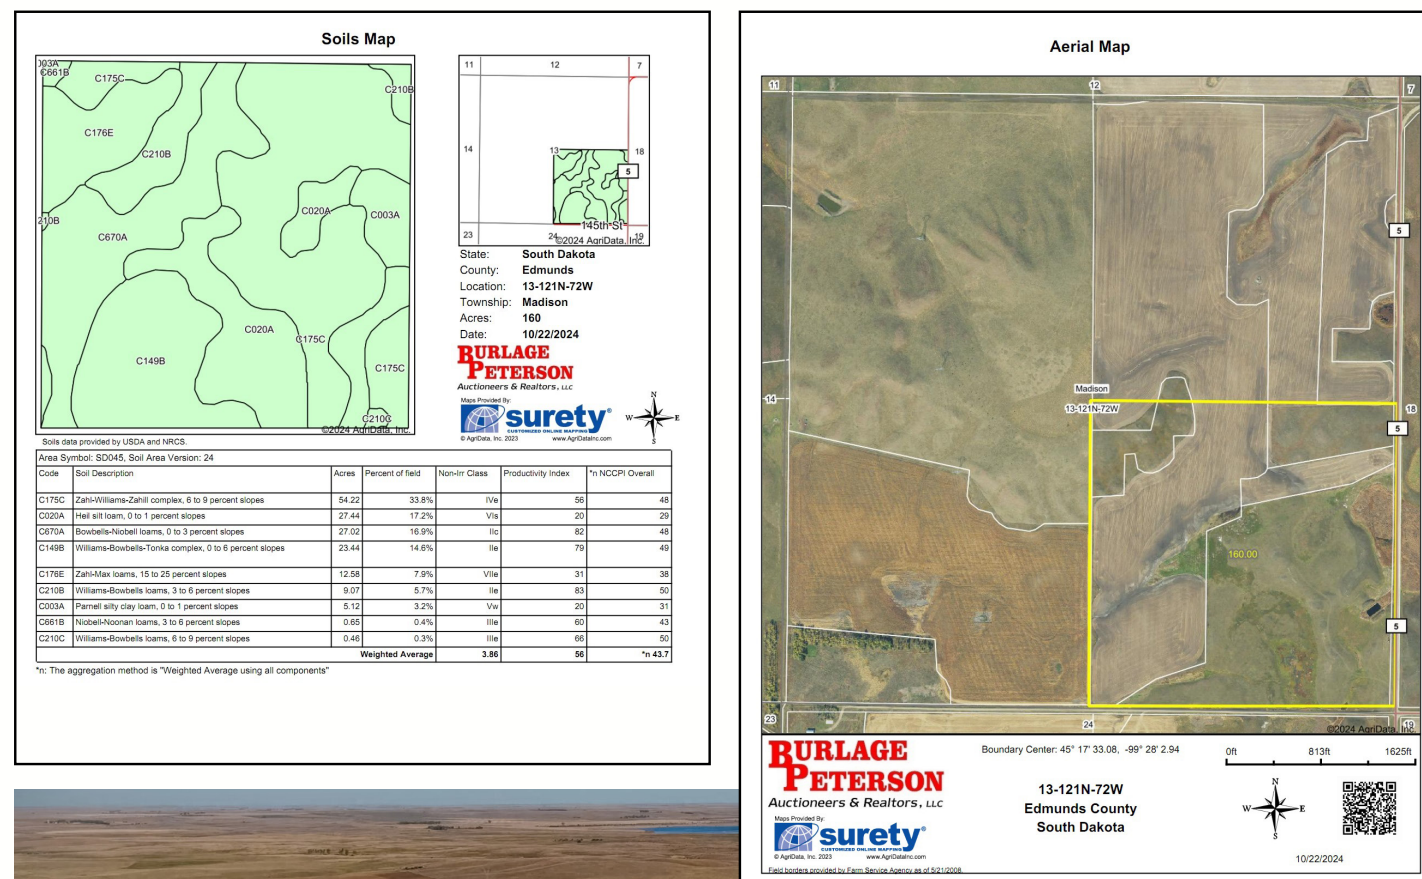 Soils Map
003A
C661B
C175C
C210B
C176E
C210B
210B
C020A
C003A
C670A
C020A
C175C
C149B
C175C
C210C
©2024 AgriData, Inc.
Soils data provided by USDA and NRCS.
11
12
7
14
13
18
5
145th St
23
24
19
©2024 AgriData, Inc.
State: South Dakota
County: Edmunds
Location: 13-121N-72W
Township: Madison
Acres: 160
Date: 10/22/2024
BURLAGE
PETERSON
Auctioneers & Realtors, LLC
Maps Provided By:
surety®
CUSTOMIZED ONLINE MAPPING
© AgriData, Inc. 2023 www.AgriDataInc.com
N
W E
S
Area Symbol: SD045, Soil Area Version: 24
Code Soil Description Acres Percent of field Non-Irr Class Productivity Index *n NCCPI Overall
C175C Zahl-Williams-Zahill complex, 6 to 9 percent slopes 54.22 33.8% IVe 56 48
C020A Heil silt loam, 0 to 1 percent slopes 27.44 17.2% VIs 20 29
C670A Bowbells-Niobell loams, 0 to 3 percent slopes 27.02 16.9% IIc 82 48
C149B Williams-Bowbells-Tonka complex, 0 to 6 percent slopes 23.44 14.6% IIe 79 49
C176E Zahl-Max loams, 15 to 25 percent slopes 12.58 7.9% VIIe 31 38
C210B Williams-Bowbells loams, 3 to 6 percent slopes 9.07 5.7% IIe 83 50
C003A Parnell silty clay loam, 0 to 1 percent slopes 5.12 3.2% Vw 20 31
C661B Niobell-Noonan loams, 3 to 6 percent slopes 0.65 0.4% IIIe 60 43
C210C Williams-Bowbells loams, 6 to 9 percent slopes 0.46 0.3% IIIe 66 50
Weighted Average 3.86 56 *n 43.7
*n: The aggregation method is "Weighted Average using all components"
Aerial Map
11
12
7
5
Madison
13-121N-72W
14
18
5
160.00
5
23
24
19
©2024 AgriData, Inc.
BURLAGE
PETERSON
Auctioneers & Realtors, LLC
Maps Provided By:
surety®
CUSTOMIZED ONLINE MAPPING
© AgriData, Inc. 2023 www.AgriDataInc.com
Field borders provided by Farm Service Agency as of 5/21/2008.
Boundary Center: 45° 17' 33.08, -99° 28' 2.94
13-121N-72W
Edmunds County
South Dakota
0ft 813ft 1625ft
N
W E
S
10/22/2024